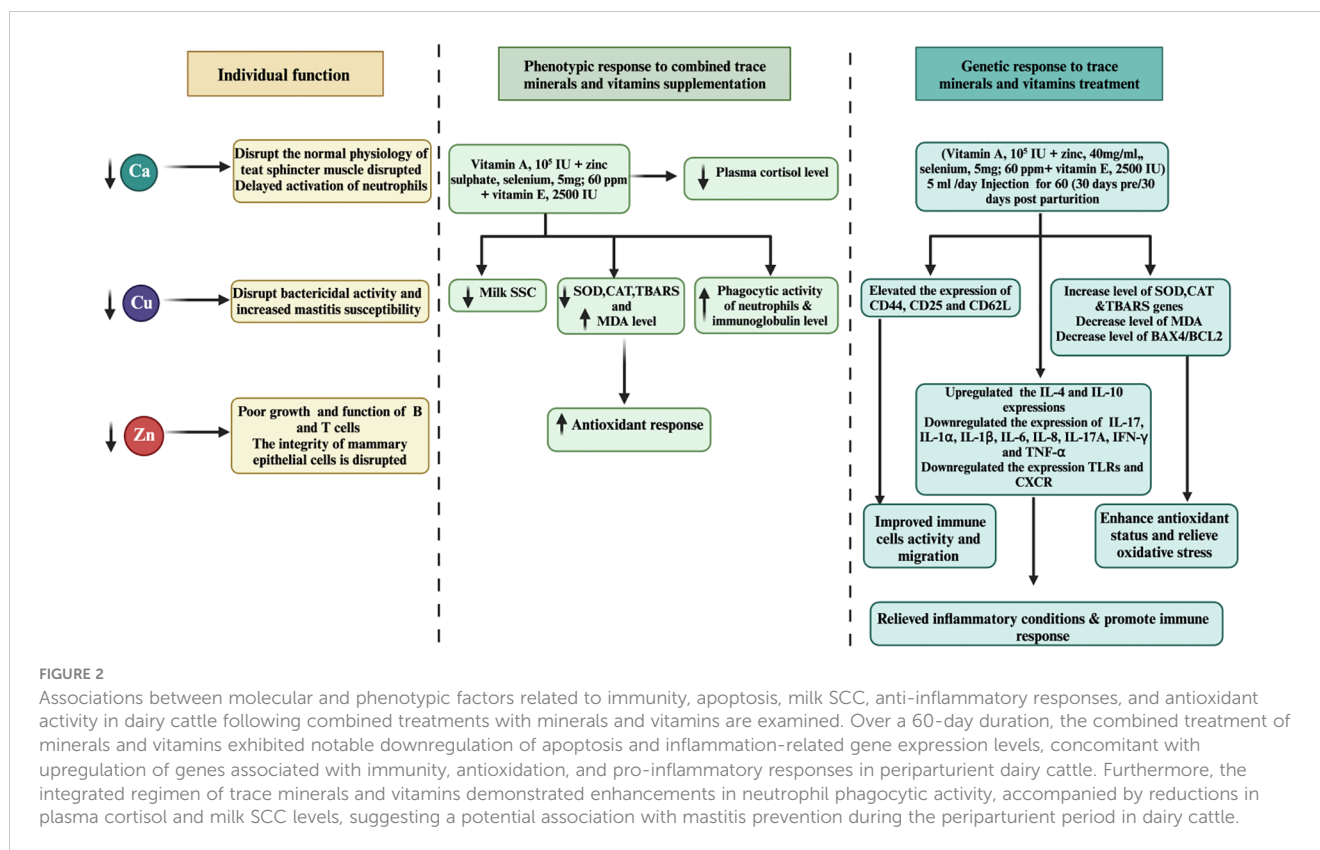 Individual function
Ca
Disrupt the normal physyology of
teat sphincter muscle disrupted
Delayed activation of neutrophils
Cu
Disrupt bactericidal activity and
increased mastitis susceptibility
Zn
Poor growth and function of B
and T cells
The integrity of mammary
epithelial cells is disrupted
Phenotypic response to combined trace
minerals and vitamins supplementation
Vitamin A, 10⁵ IU + zinc
sulphate, selenium, 5mg; 60 ppm
+ vitamin E, 2500 IU
Plasma cortisol level
Milk SSC
SOD,CAT,TBARS
and
MDA level
Phagocytic activity
of neutrophils &
immunoglobulin level
Antioxidant response
Genetic response to trace
minerals and vitamins treatment
(Vitamin A, 10⁵ IU + zinc, 40mg/ml,,
selenium, 5mg; 60 ppm+ vitamin E, 2500 IU)
5 ml /day Injection for 60 (30 days pre/30
days post parturition
Elevated the expression of
CD44, CD25 and CD62L
Increase level of SOD,CAT
&TBARS genes
Decrease level of MDA
Decrease level of BAX4/BCL2
Upregulated the IL-4 and IL-10
expressions
Downregulated the expression of IL-17,
IL-1α, IL-1β, IL-6, IL-8, IL-17A, IFN-γ
and TNF-α
Downregulated the expression TLRs and
CXCR
Improved immune
cells activity and
migration
Enhance antioxidant
status and relieve
oxidative stress
Relieved inflammatory conditions & promote immune
response
FIGURE 2
Associations between molecular and phenotypic factors related to immunity, apoptosis, milk SCC, anti-inflammatory responses, and antioxidant
activity in dairy cattle following combined treatments with minerals and vitamins are examined. Over a 60-day duration, the combined treatment of
minerals and vitamins exhibited notable downregulation of apoptosis and inflammation-related gene expression levels, concomitant with
upregulation of genes associated with immunity, antioxidation, and pro-inflammatory responses in periparturient dairy cattle. Furthermore, the
integrated regimen of trace minerals and vitamins demonstrated enhancements in neutrophil phagocytic activity, accompanied by reductions in
plasma cortisol and milk SCC levels, suggesting a potential association with mastitis prevention during the periparturient period in dairy cattle.